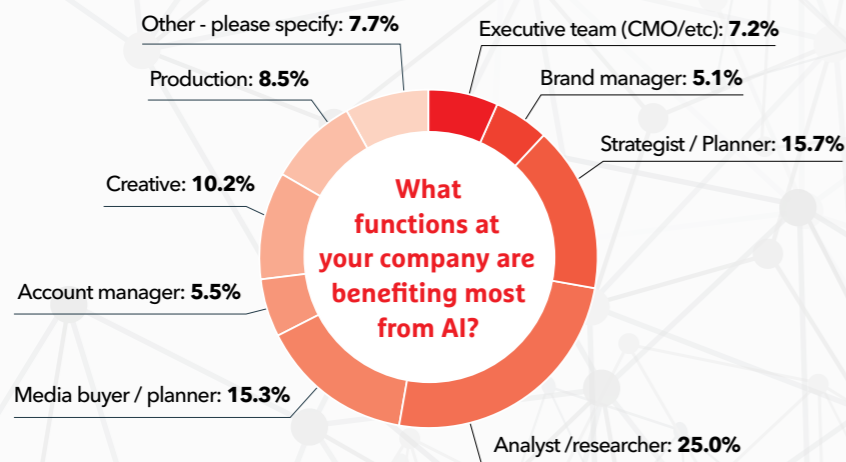 Other - please specify: 7.7%
Executive team (CMO/etc): 7.2%
Production: 8.5%
Brand manager: 5.1%
Strategist / Planner: 15.7%
Creative: 10.2%
What
functions at
your company are
benefiting most
from AI?
Account manager: 5.5%
Media buyer / planner: 15.3%
Analyst /researcher: 25.0%